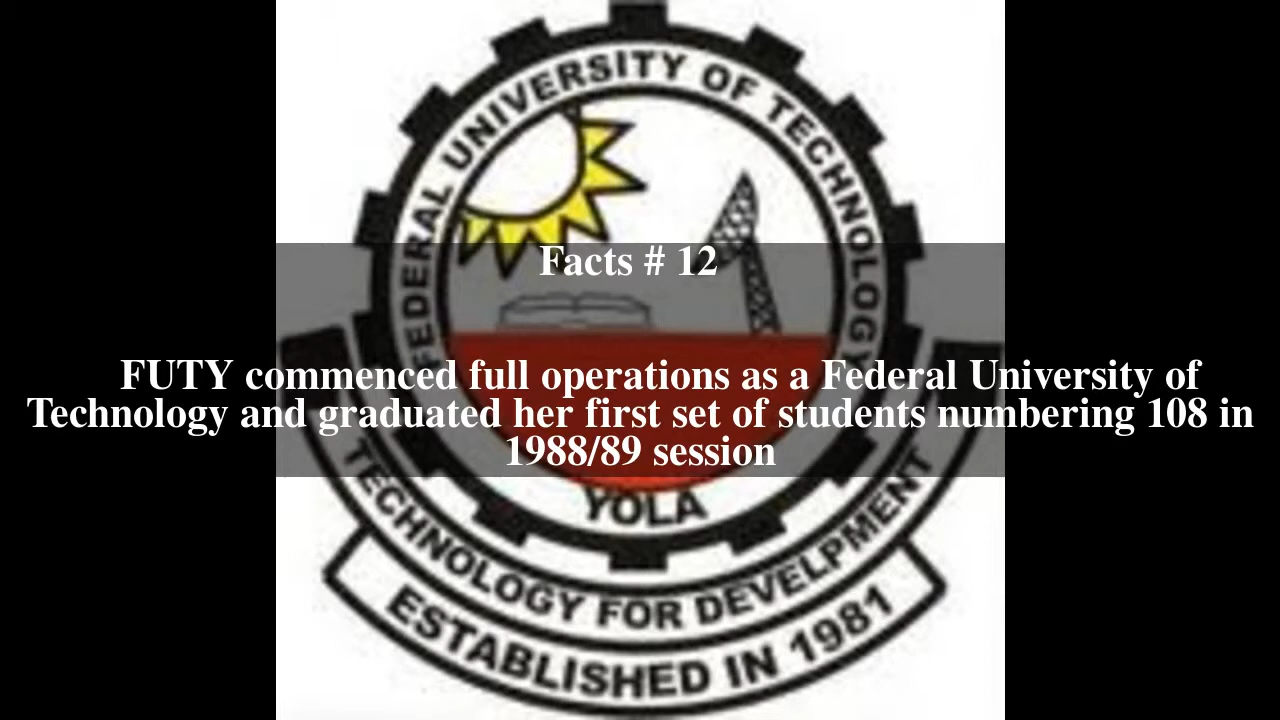 FEDERAL UNIVERSITY OF TECHNOLOGY
Facts # 12
FUTY commenced full operations as a Federal University of
Technology and graduated her first set of students numbering 108 in
1988/89 session
YOLA
TECHNOLOGY FOR DEVELPMENT
ESTABLISHED IN 1981